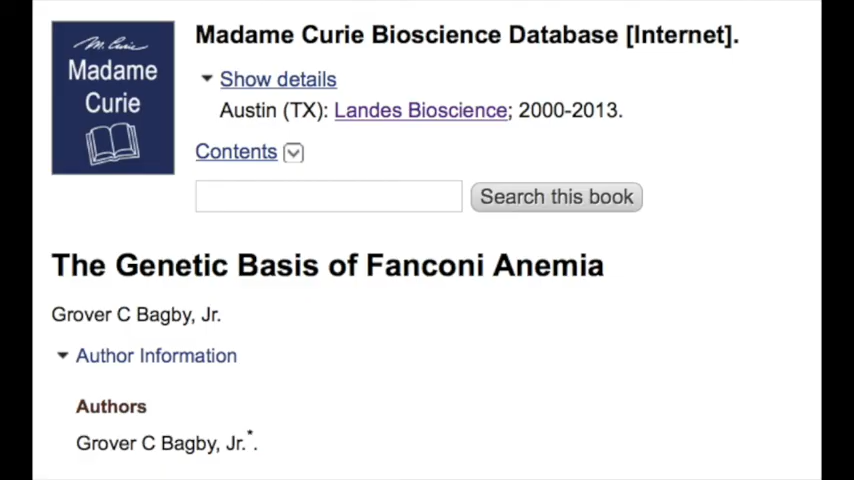 M. Curie
Madame
Curie
Madame Curie Bioscience Database [Internet].
Show details
Austin (TX): Landes Bioscience; 2000-2013.
Contents
Search this book
The Genetic Basis of Fanconi Anemia
Grover C Bagby, Jr.
Author Information
Authors
Grover C Bagby, Jr.*.